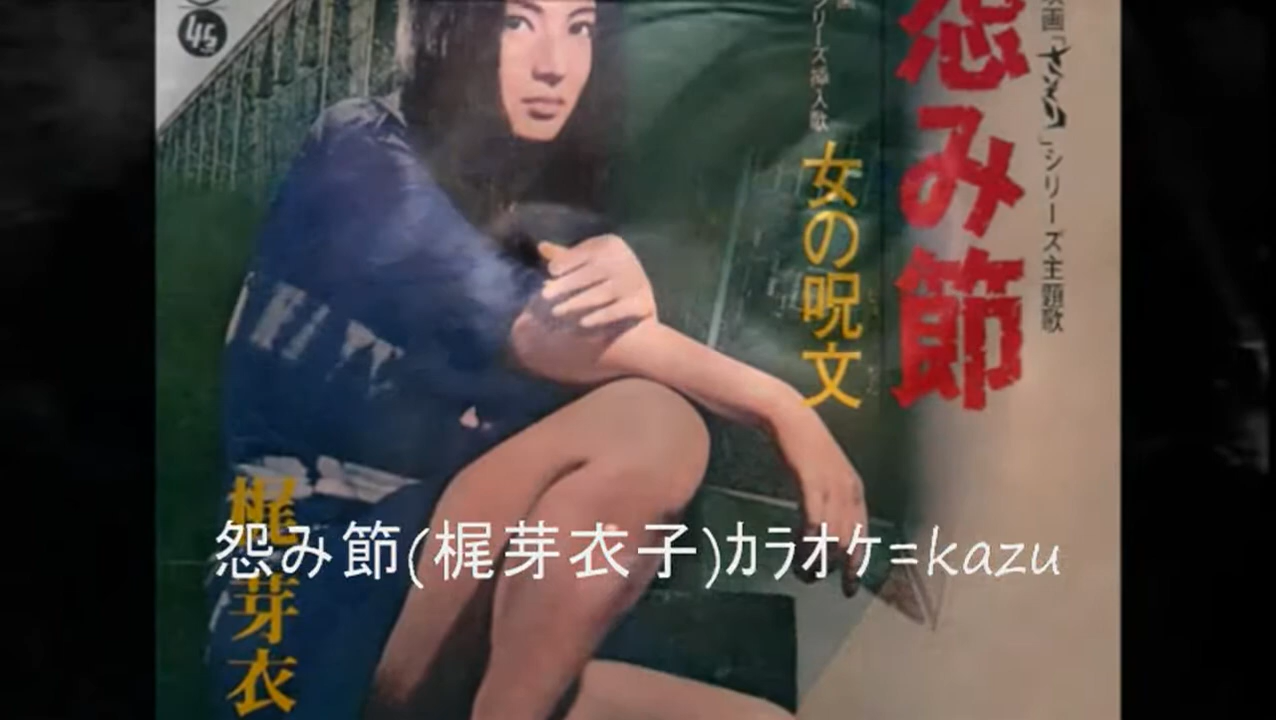 45
映画「さそり」シリーズ主題歌
怨み節
シリーズ挿入歌
女の呪文
梶芽衣
怨み節(梶芽衣子)ｶﾗｵｹ=kazu